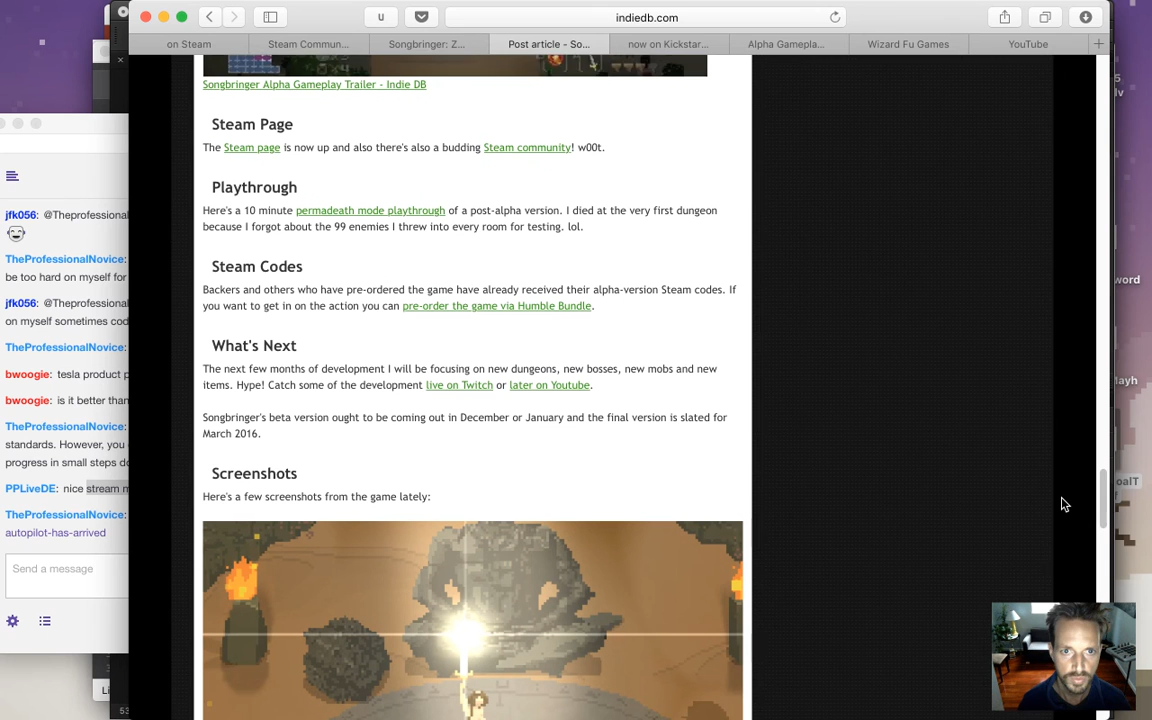 u
indiedb.com
on Steam
Steam Commun...
Songbringer: Z...
Post article - So...
now on Kickstar...
Alpha Gamepla...
Wizard Fu Games
YouTube
Songbringer Alpha Gameplay Trailer - Indie DB
Steam Page
The Steam page is now up and also there's also a budding Steam community! w00t.
Playthrough
Here's a 10 minute permadeath mode playthrough of a post-alpha version. I died at the very first dungeon
because I forgot about the 99 enemies I threw into every room for testing. lol.
Steam Codes
Backers and others who have pre-ordered the game have already received their alpha-version Steam codes. If
you want to get in on the action you can pre-order the game via Humble Bundle.
What's Next
The next few months of development I will be focusing on new dungeons, new bosses, new mobs and new
items. Hype! Catch some of the development live on Twitch or later on Youtube.
Songbringer's beta version ought to be coming out in December or January and the final version is slated for
March 2016.
Screenshots
Here's a few screenshots from the game lately:
jfk056: @Theprofessional
TheProfessionalNovice:
be too hard on myself for
jfk056: @Theprofessional
on myself sometimes cod
TheProfessionalNovice:
bwoogie: tesla product p
bwoogie: is it better than
TheProfessionalNovice:
standards. However, you
progress in small steps do
PPLiveDE: nice stream m
TheProfessionalNovice:
autopilot-has-arrived
Send a message
Li
53
5
lv
word
Mayh
oalT
f